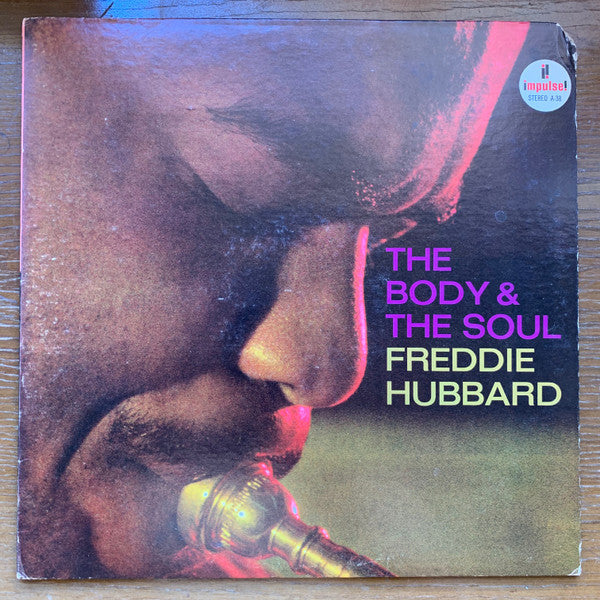 impulse!
STEREO A-38
THE
BODY &
THE SOUL
FREDDIE
HUBBARD